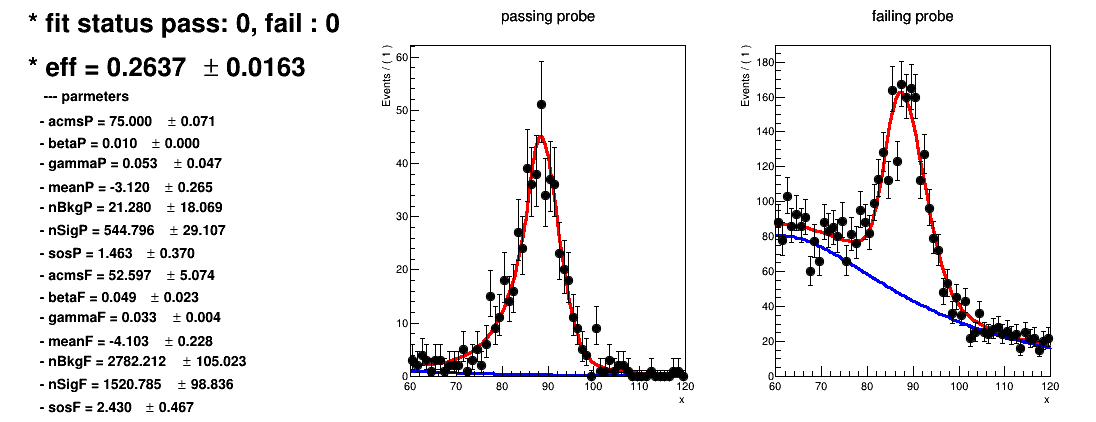 * fit status pass: 0, fail : 0
* eff = 0.2637 ± 0.0163
--- parmeters
- acmsP = 75.000 ± 0.071
- betaP = 0.010 ± 0.000
- gammaP = 0.053 ± 0.047
- meanP = -3.120 ± 0.265
- nBkgP = 21.280 ± 18.069
- nSigP = 544.796 ± 29.107
- sosP = 1.463 ± 0.370
- acmsF = 52.597 ± 5.074
- betaF = 0.049 ± 0.023
- gammaF = 0.033 ± 0.004
- meanF = -4.103 ± 0.228
- nBkgF = 2782.212 ± 105.023
- nSigF = 1520.785 ± 98.836
- sosF = 2.430 ± 0.467
passing probe
Events / ( 1 )
60
50
40
30
20
10
0
60 70 80 90 100 110 120
x
failing probe
Events / ( 1 )
180
160
140
120
100
80
60
40
20
0
60 70 80 90 100 110 120
x